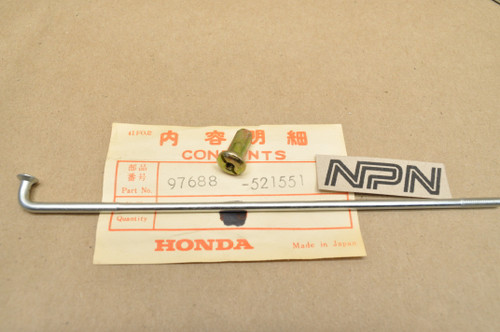 内容明細
CONTENTS
部品
番号
Part No.
97688 -521551
Quantity
HONDA
Made in Japan
NPN